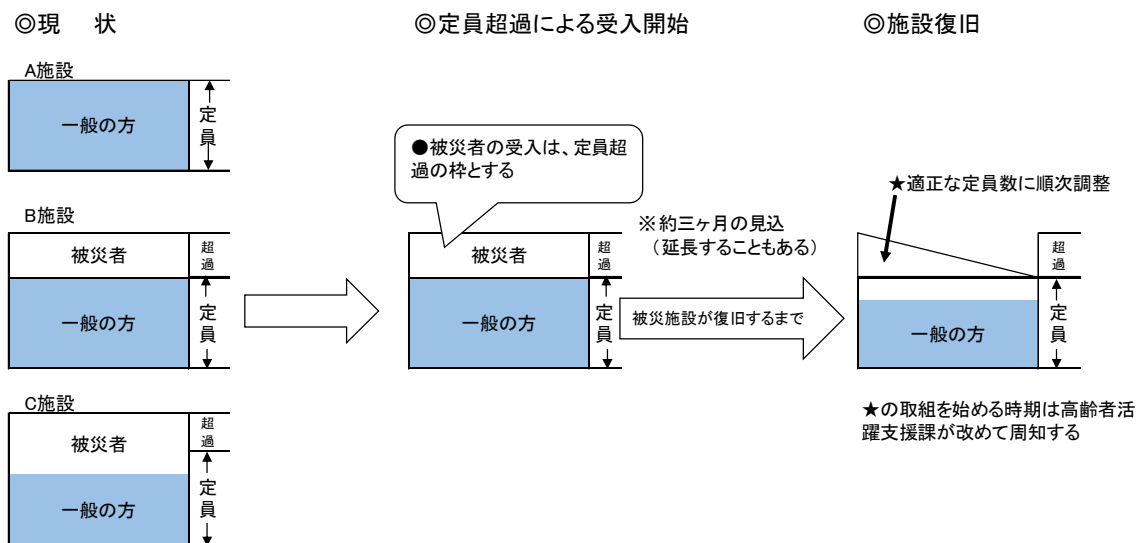 ◎現　状
A施設
一般の方
定員
B施設
被災者
超過
一般の方
定員
C施設
被災者
超過
一般の方
定員
◎定員超過による受入開始
●被災者の受入は、定員超
過の枠とする
被災者
超過
一般の方
定員
※約三ヶ月の見込
（延長することもある）
被災施設が復旧するまで
◎施設復旧
★適正な定員数に順次調整
超過
一般の方
定員
★の取組を始める時期は高齢者活
躍支援課が改めて周知する